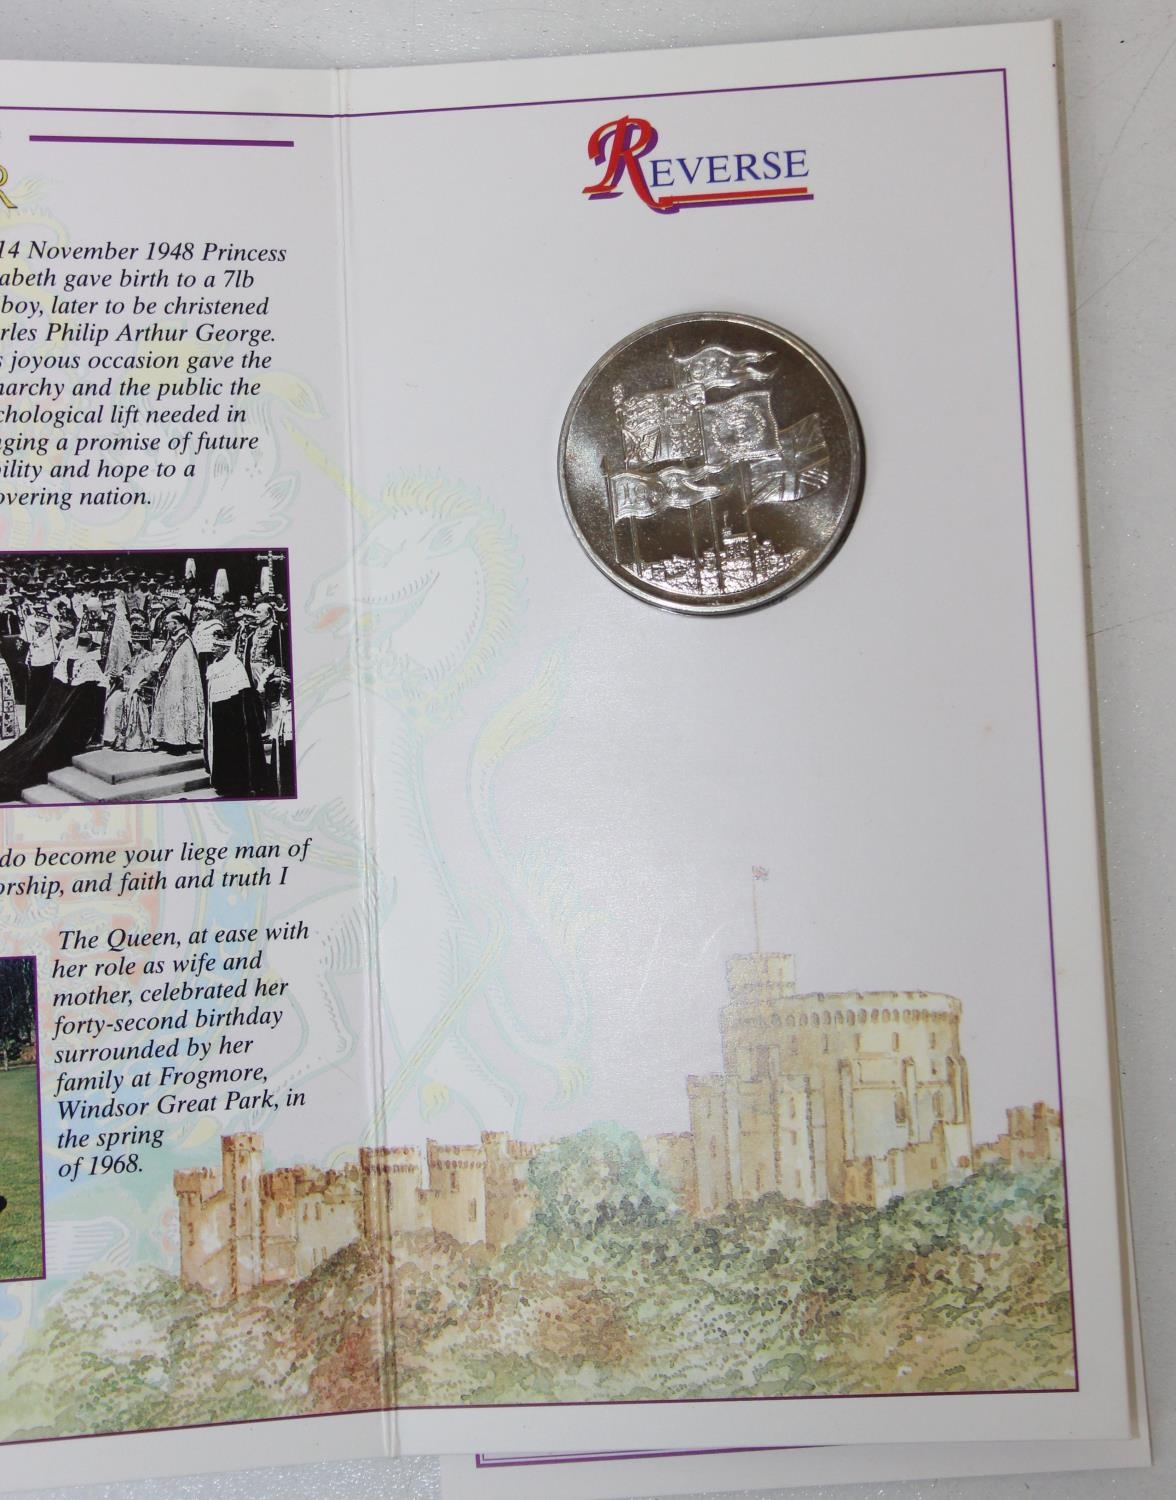 R
REVERSE
14 November 1948 Princess
abeth gave birth to a 7lb
boy, later to be christened
rles Philip Arthur George.
s joyous occasion gave the
narchy and the public the
chological lift needed in
nging a promise of future
bility and hope to a
overing nation.
do become your liege man of
orship, and faith and truth I
The Queen, at ease with
her role as wife and
mother, celebrated her
forty-second birthday
surrounded by her
family at Frogmore,
Windsor Great Park, in
the spring
of 1968.